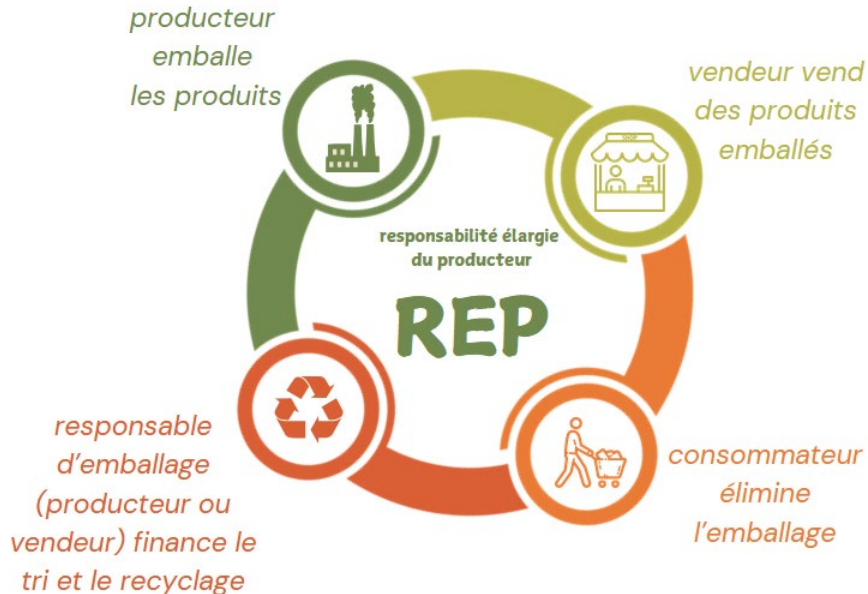 producteur
emballe
les produits
vendeur vend
des produits
emballés
SHOP
responsabilité élargie
du producteur
REP
responsable
d'emballage
(producteur ou
vendeur) finance le
tri et le recyclage
consommateur
élimine
l'emballage